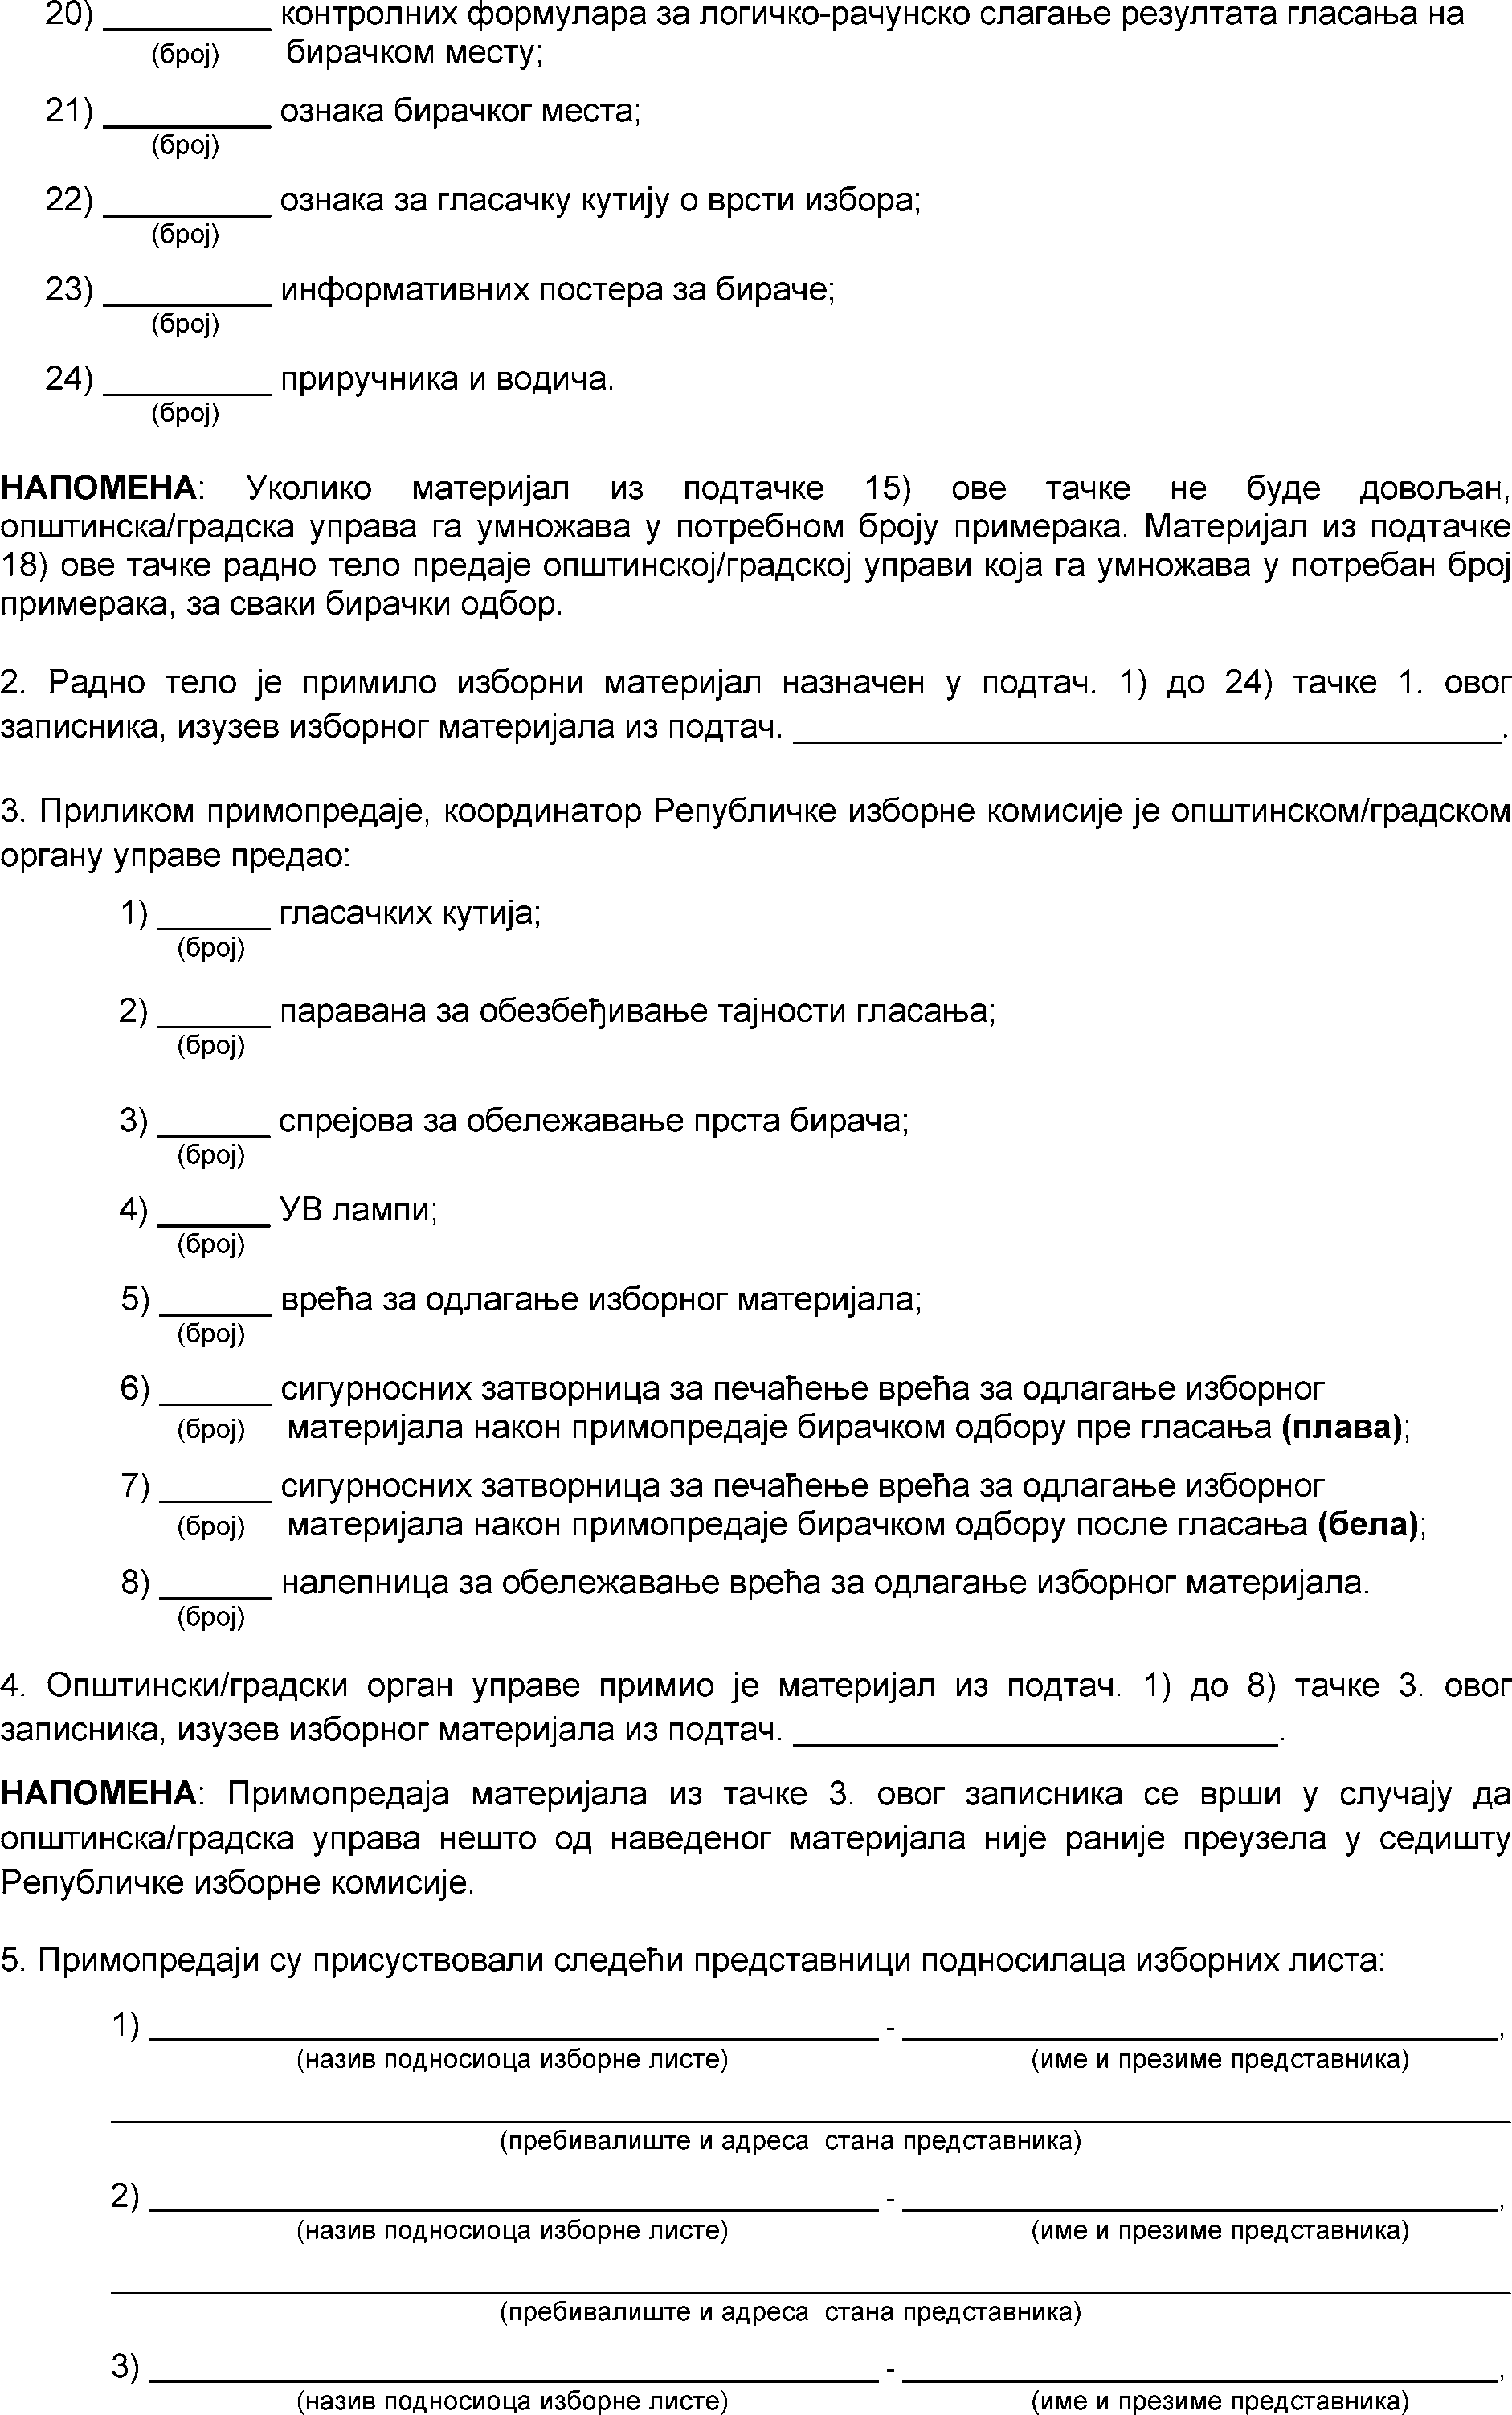 20) _________ контролних формулара за логичко-рачунско слагање резултата гласања на
(број) бирачком месту;
21) _________ ознака бирачког места;
(број)
22) _________ ознака за гласачку кутију о врсти избора;
(број)
23) _________ информативних постера за бираче;
(број)
24) _________ приручника и водича.
(број)
НАПОМЕНА: Уколико материјал из подтачке 15) ове тачке не буде довољан,
општинска/градска управа га умножава у потребном броју примерака. Материјал из подтачке
18) ове тачке радно тело предаје општинској/градској управи која га умножава у потребан број
примерака, за сваки бирачки одбор.
2. Радно тело је примило изборни материјал назначен у подтач. 1) до 24) тачке 1. овог
записника, изузев изборног материјала из подтач. ______________________________________.
3. Приликом примопредаје, координатор Републичке изборне комисије је општинском/градском
органу управе предао:
1) ______ гласачких кутија;
(број)
2) ______ паравана за обезбеђивање тајности гласања;
(број)
3) ______ спрејова за обележавање прста бирача;
(број)
4) ______ УВ лампи;
(број)
5) ______ врећа за одлагање изборног материјала;
(број)
6) ______ сигурносних затворница за печаћење врећа за одлагање изборног
(број) материјала након примопредаје бирачком одбору пре гласања (плава);
7) ______ сигурносних затворница за печаћење врећа за одлагање изборног
(број) материјала након примопредаје бирачком одбору после гласања (бела);
8) ______ налепница за обележавање врећа за одлагање изборног материјала.
(број)
4. Општински/градски орган управе примио је материјал из подтач. 1) до 8) тачке 3. овог
записника, изузев изборног материјала из подтач. __________________________.
НАПОМЕНА: Примопредаја материјала из тачке 3. овог записника се врши у случају да
општинска/градска управа нешто од наведеног материјала није раније преузела у седишту
Републичке изборне комисије.
5. Примопредаји су присуствовали следећи представници подносилаца изборних листа:
1) _______________________________________ - ________________________________,
(назив подносиоца изборне листе) (име и презиме представника)
___________________________________________________________________________
(пребивалиште и адреса стана представника)
2) _______________________________________ - ________________________________,
(назив подносиоца изборне листе) (име и презиме представника)
___________________________________________________________________________
(пребивалиште и адреса стана представника)
3) _______________________________________ - ________________________________,
(назив подносиоца изборне листе) (име и презиме представника)